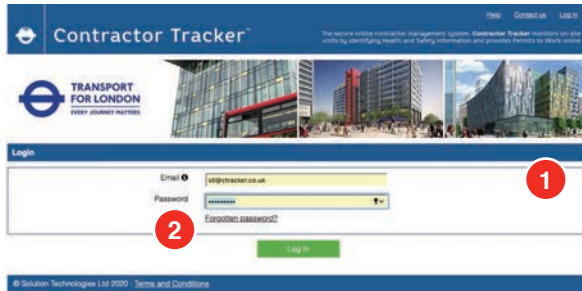 Help Contact us Log in
Contractor Tracker™
The secure online contractor management system. Contractor Tracker monitors on-site
visits by identifying Health and Safety information and provides Permits to Work online
TRANSPORT
FOR LONDON
EVERY JOURNEY MATTERS
Login
1
Email
stl@ctracker.co.uk
Password
••••••••
2
Forgotten password?
Log In
© Solution Technologies Ltd 2020 | Terms and Conditions